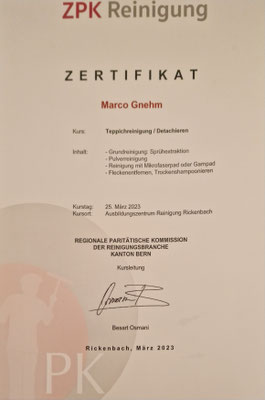 ZPK Reinigung
ZERTIFIKAT
Marco Gnehm
Kurs: Teppichreinigung / Detachieren
Inhalt: - Grundreinigung: Sprühextraktion
- Pulverreinigung
- Reinigung mit Mikrofaserpad oder Garnpad
- Fleckenentfernen, Trockenshamponieren
Kurstag: 25. März 2023
Kursort: Ausbildungszentrum Reinigung Rickenbach
REGIONALE PARITÄTISCHE KOMMISSION
DER REINIGUNGSBRANCHE
KANTON BERN
Kursleitung
Besart Osmani
Rickenbach, März 2023
PK